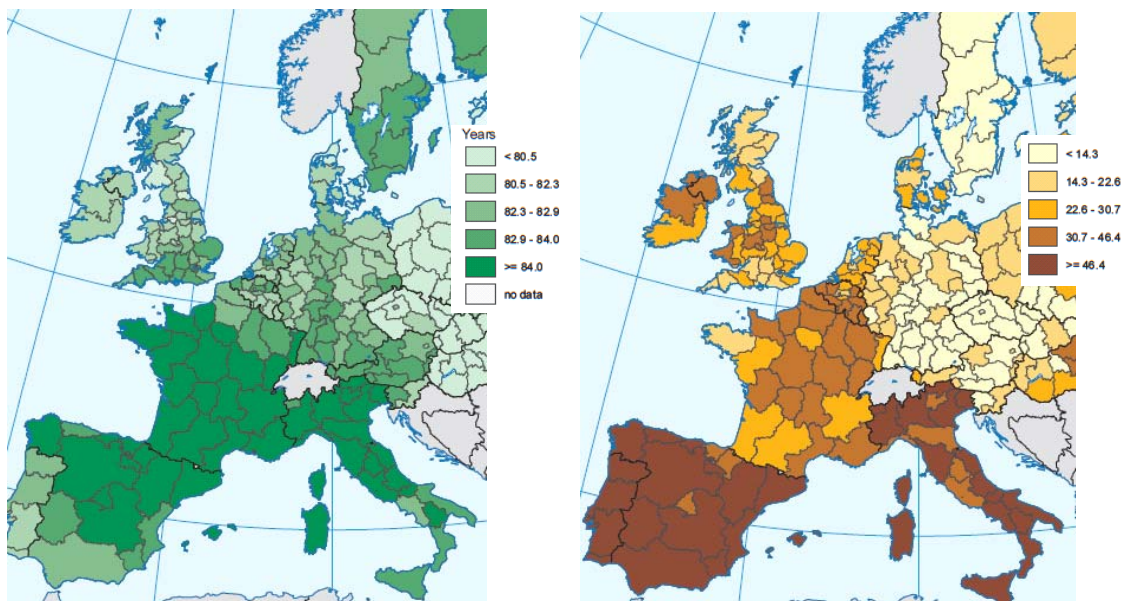 Years
< 80.5
80.5 - 82.3
82.3 - 82.9
82.9 - 84.0
>= 84.0
no data
< 14.3
14.3 - 22.6
22.6 - 30.7
30.7 - 46.4
>= 46.4